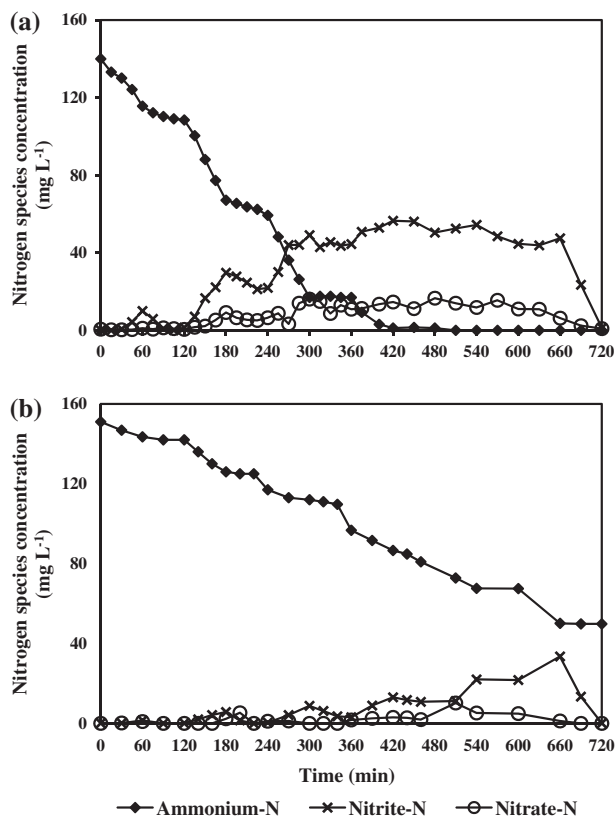 (a)
160
120
80
40
0
0 60 120 180 240 300 360 420 480 540 600 660 720
Nitrogen species concentration
(mg L-1)
(b)
160
120
80
40
0
0 60 120 180 240 300 360 420 480 540 600 660 720
Nitrogen species concentration
(mg L-1)
Time (min)
Ammonium-N Nitrite-N Nitrate-N